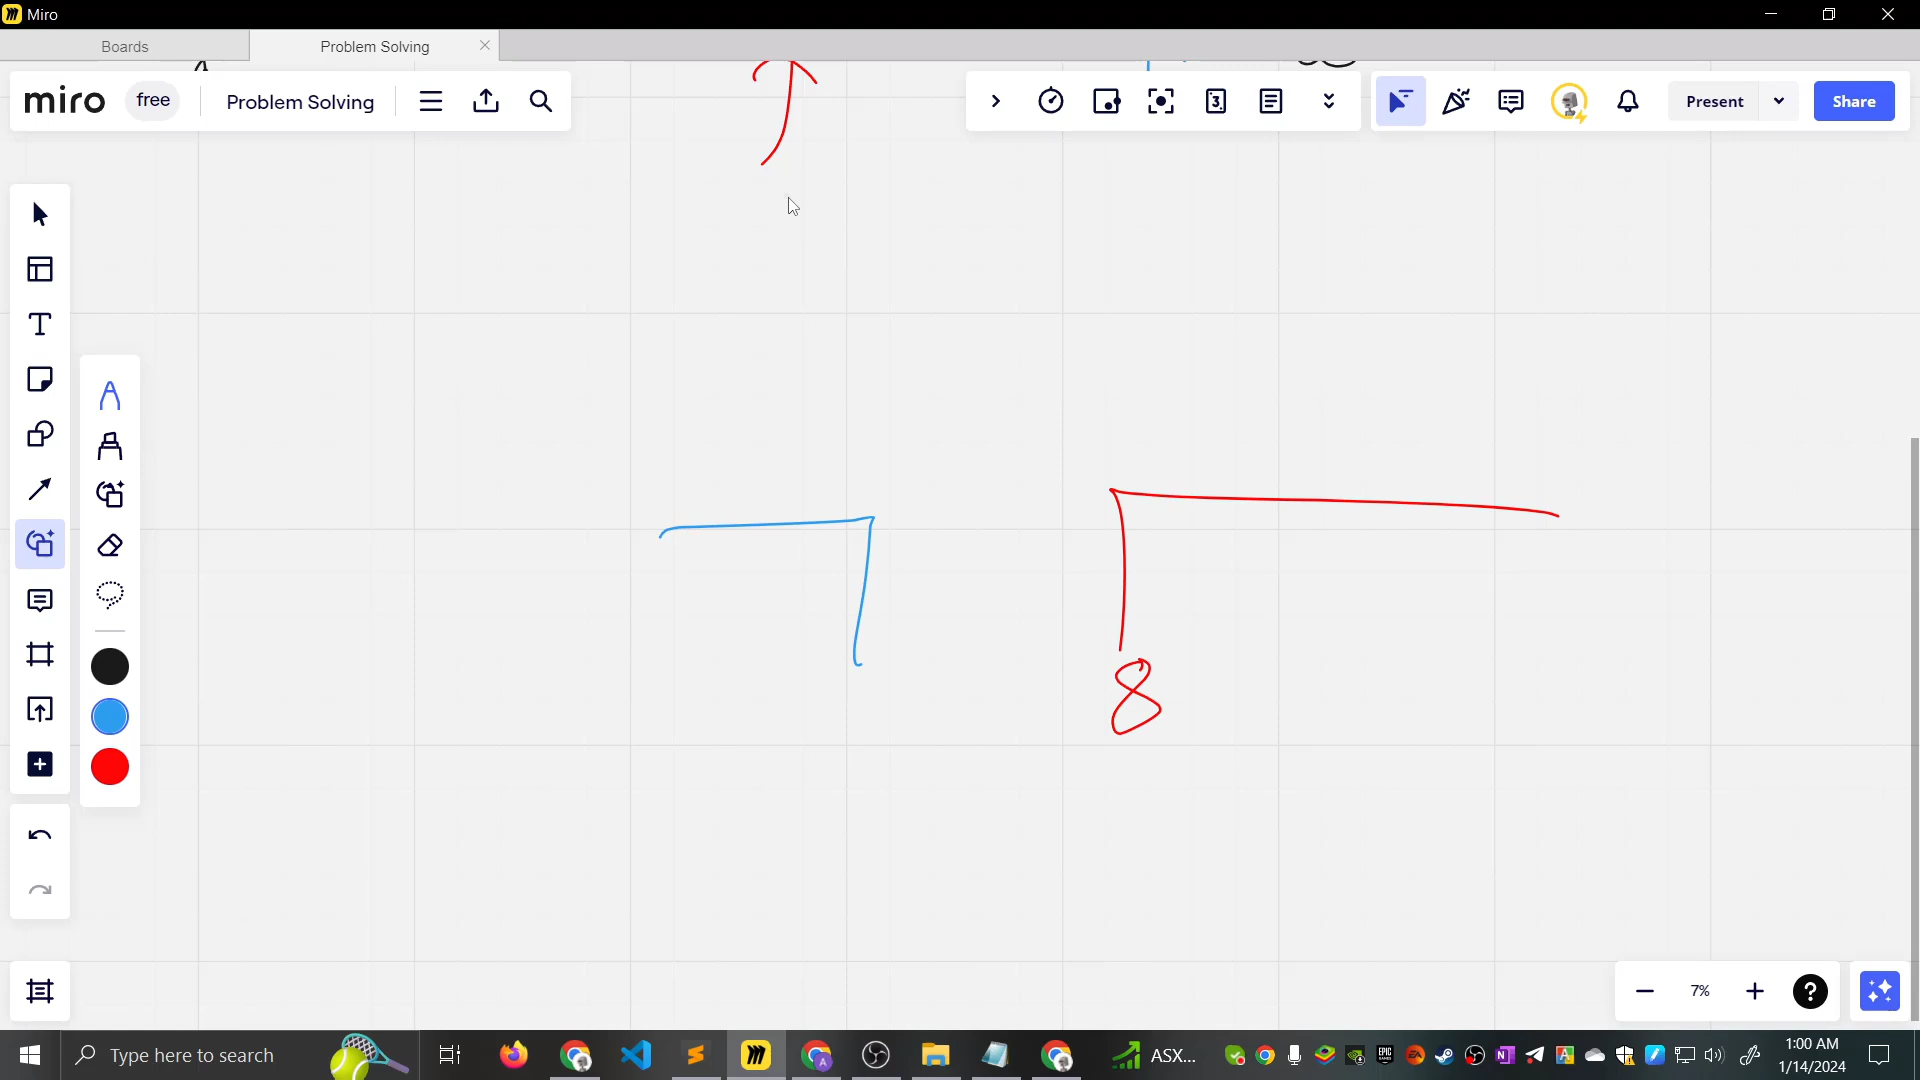 Miro
Boards
Problem Solving
miro
free
Problem Solving
3
Present
Share
T
8
7%
?
Type here to search
ASX...
1:00 AM
1/14/2024